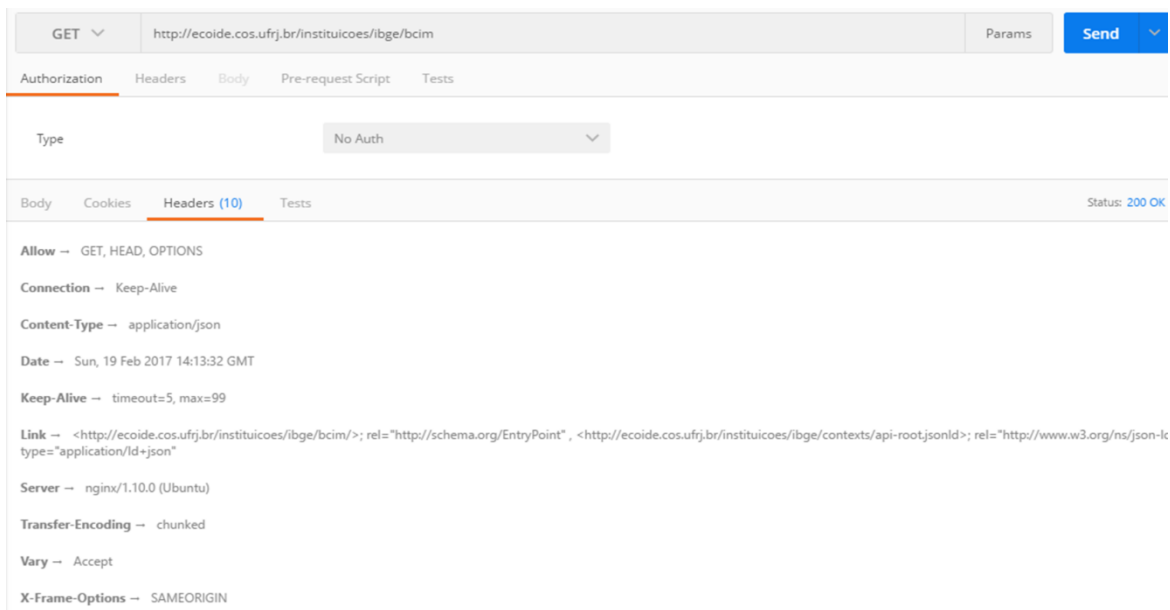 GET http://ecoide.cos.ufrj.br/instituicoes/ibge/bcim Params Send
Authorization Headers Body Pre-request Script Tests
Type No Auth
Body Cookies Headers (10) Tests Status: 200 OK
Allow → GET, HEAD, OPTIONS
Connection → Keep-Alive
Content-Type → application/json
Date → Sun, 19 Feb 2017 14:13:32 GMT
Keep-Alive → timeout=5, max=99
Link → <http://ecoide.cos.ufrj.br/instituicoes/ibge/bcim/>; rel="http://schema.org/EntryPoint" , <http://ecoide.cos.ufrj.br/instituicoes/ibge/contexts/api-root.jsonld>; rel="http://www.w3.org/ns/json-ld
type="application/ld+json"
Server → nginx/1.10.0 (Ubuntu)
Transfer-Encoding → chunked
Vary → Accept
X-Frame-Options → SAMEORIGIN